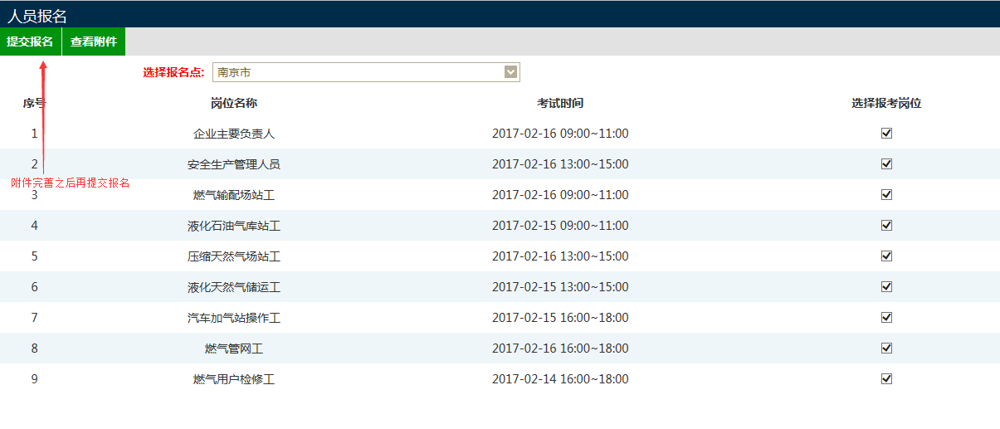 人员报名
提交报名 查看附件
选择报名点: 南京市
序号 岗位名称 考试时间 选择报考岗位
1 企业主要负责人 2017-02-16 09:00~11:00
2 安全生产管理人员 2017-02-16 13:00~15:00
附件完善之后再提交报名
3 燃气输配场站工 2017-02-16 09:00~11:00
4 液化石油气库站工 2017-02-15 09:00~11:00
5 压缩天然气场站工 2017-02-16 13:00~15:00
6 液化天然气储运工 2017-02-15 13:00~15:00
7 汽车加气站操作工 2017-02-15 16:00~18:00
8 燃气管网工 2017-02-16 16:00~18:00
9 燃气用户检修工 2017-02-14 16:00~18:00